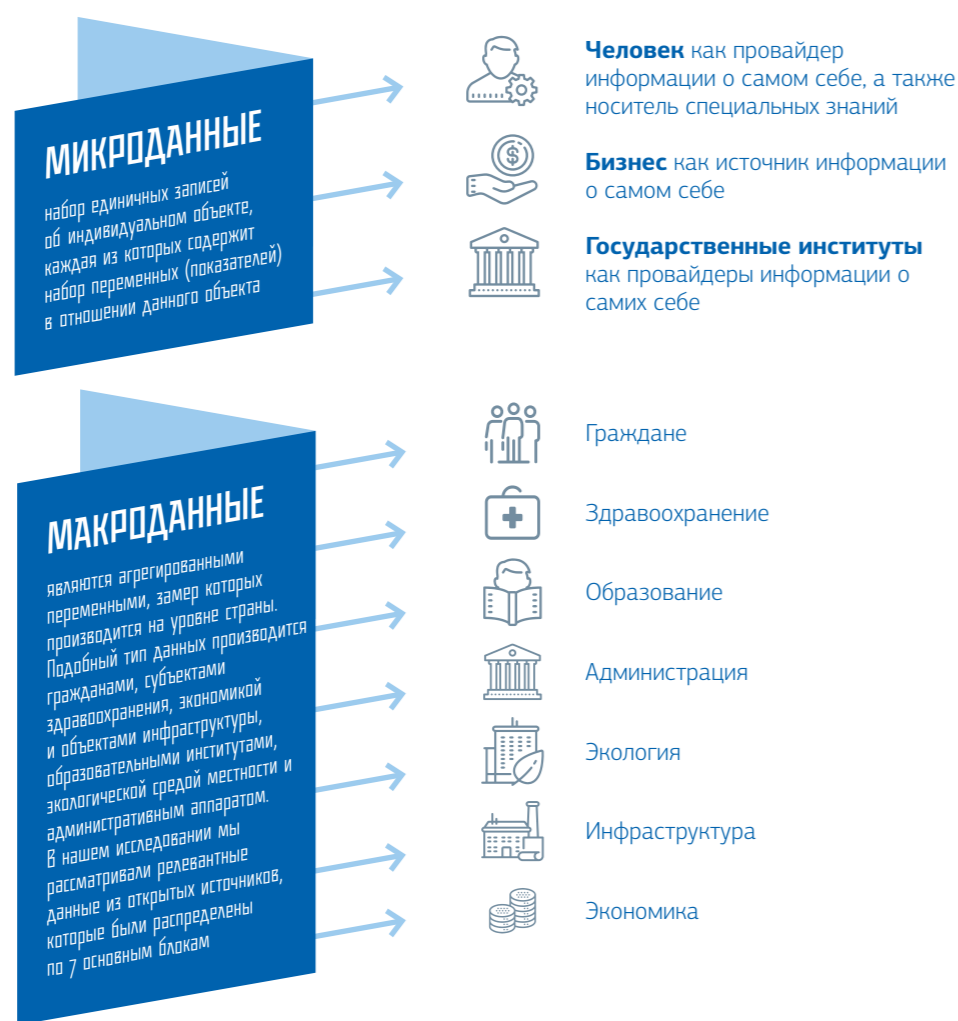 МИКРОДАННЫЕ
набор единичных записей
об индивидуальном объекте,
каждая из которых содержит
набор переменных (показателей)
в отношении данного объекта
Человек как провайдер
информации о самом себе, а также
носитель специальных знаний
Бизнес как источник информации
о самом себе
Государственные институты
как провайдеры информации о
самих себе
МАКРОДАННЫЕ
являются агрегированными
переменными, замер которых
производится на уровне страны.
Подобный тип данных производится
гражданами, субъектами
здравоохранения, экономикой
и объектами инфраструктуры,
образовательными институтами,
экологической средой местности и
административным аппаратом.
В нашем исследовании мы
рассматривали релевантные
данные из открытых источников,
которые были распределены
по 7 основным блокам
Граждане
Здравоохранение
Образование
Администрация
Экология
Инфраструктура
Экономика